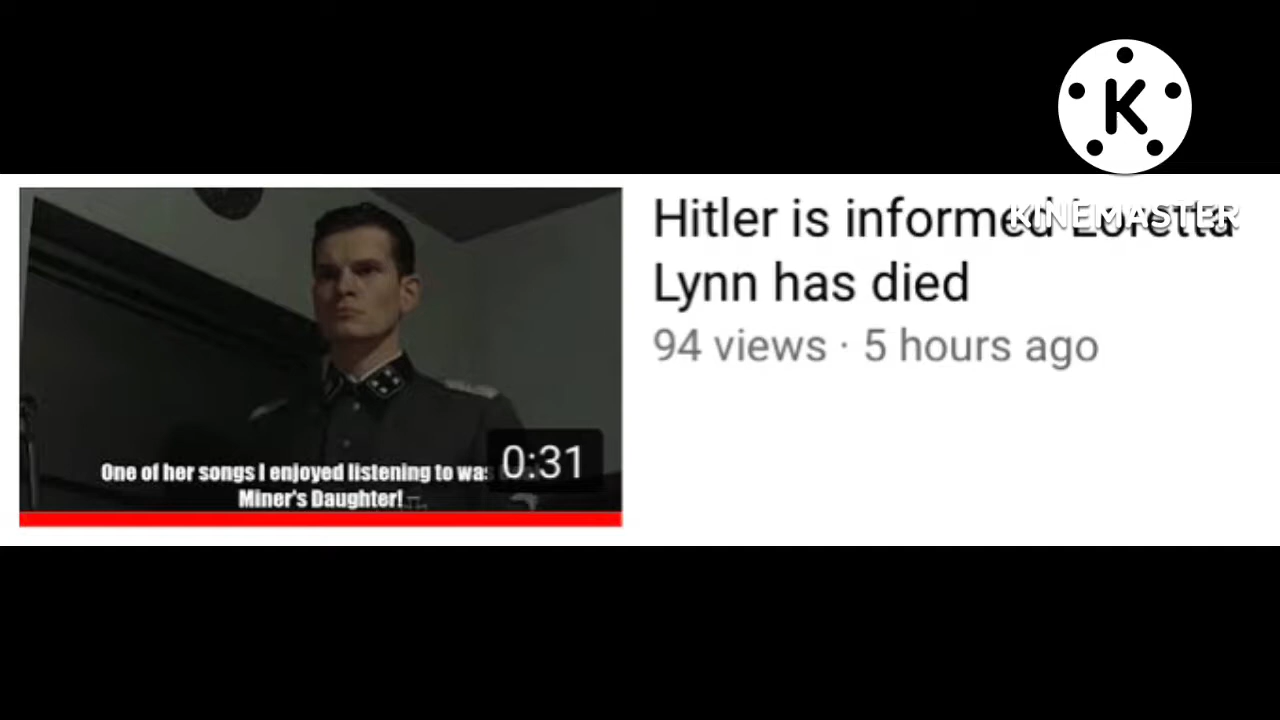 K
KINEMASTER
Hitler is informed Loretta
Lynn has died
94 views · 5 hours ago
One of her songs I enjoyed listening to was
Miner's Daughter!
0:31